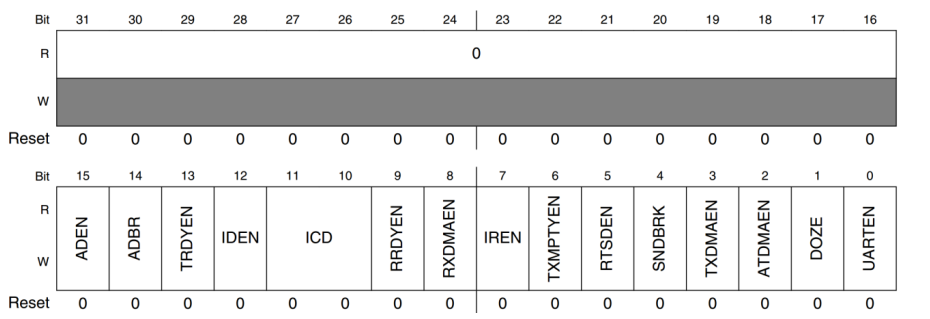 Bit 31 30 29 28 27 26 25 24 23 22 21 20 19 18 17 16
R 0
W
Reset 0 0 0 0 0 0 0 0 0 0 0 0 0 0 0 0
Bit 15 14 13 12 11 10 9 8 7 6 5 4 3 2 1 0
R
ADEN ADBR TRDYEN IDEN ICD RRDYEN RXDMAEN IREN TXMPTYEN RTSDEN SNDBRK TXDMAEN ATDMAEN DOZE UARTEN
W
Reset 0 0 0 0 0 0 0 0 0 0 0 0 0 0 0 0